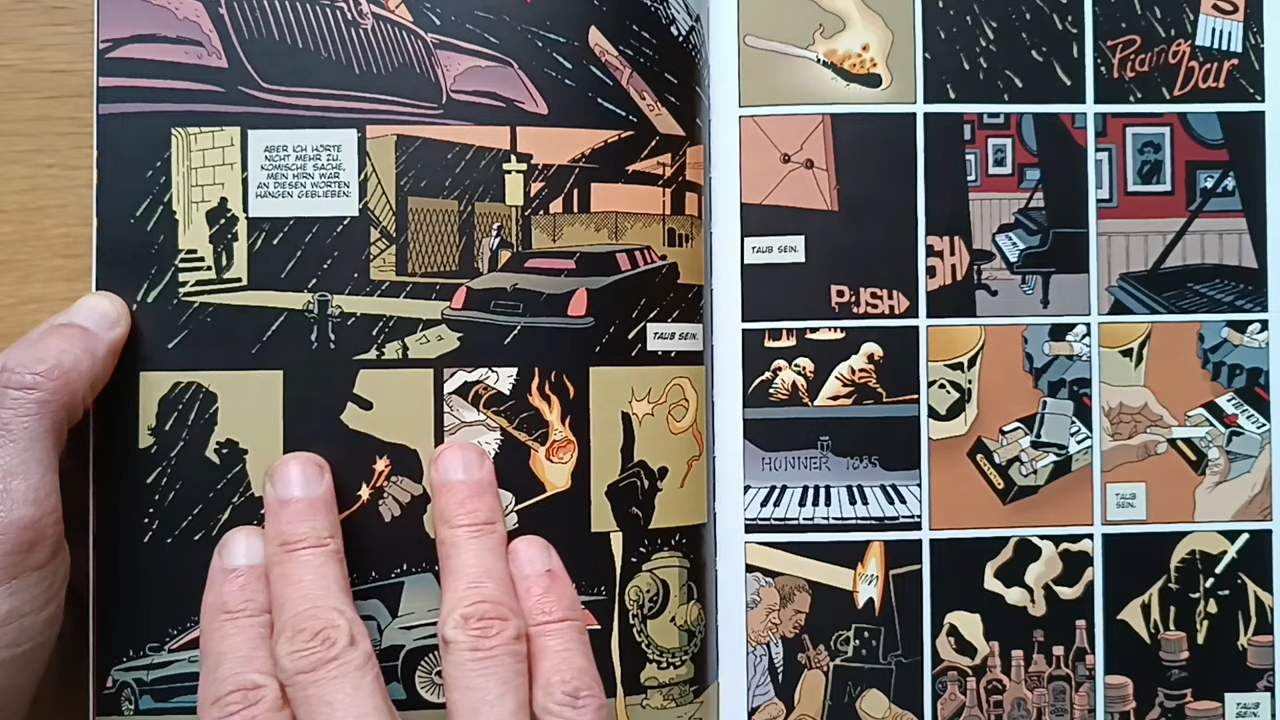 ABER ICH HÖRTE
NICHT MEHR ZU.
KOMISCHE SACHE,
MEIN HIRN WAR
AN DIESEN WORTEN
HÄNGEN GEBLIEBEN:
TAUB SEIN.
Piano
bar
TAUB SEIN.
PUSH
SH
HONNER 1885
TAUB
SEIN.
TAUB
SEIN.